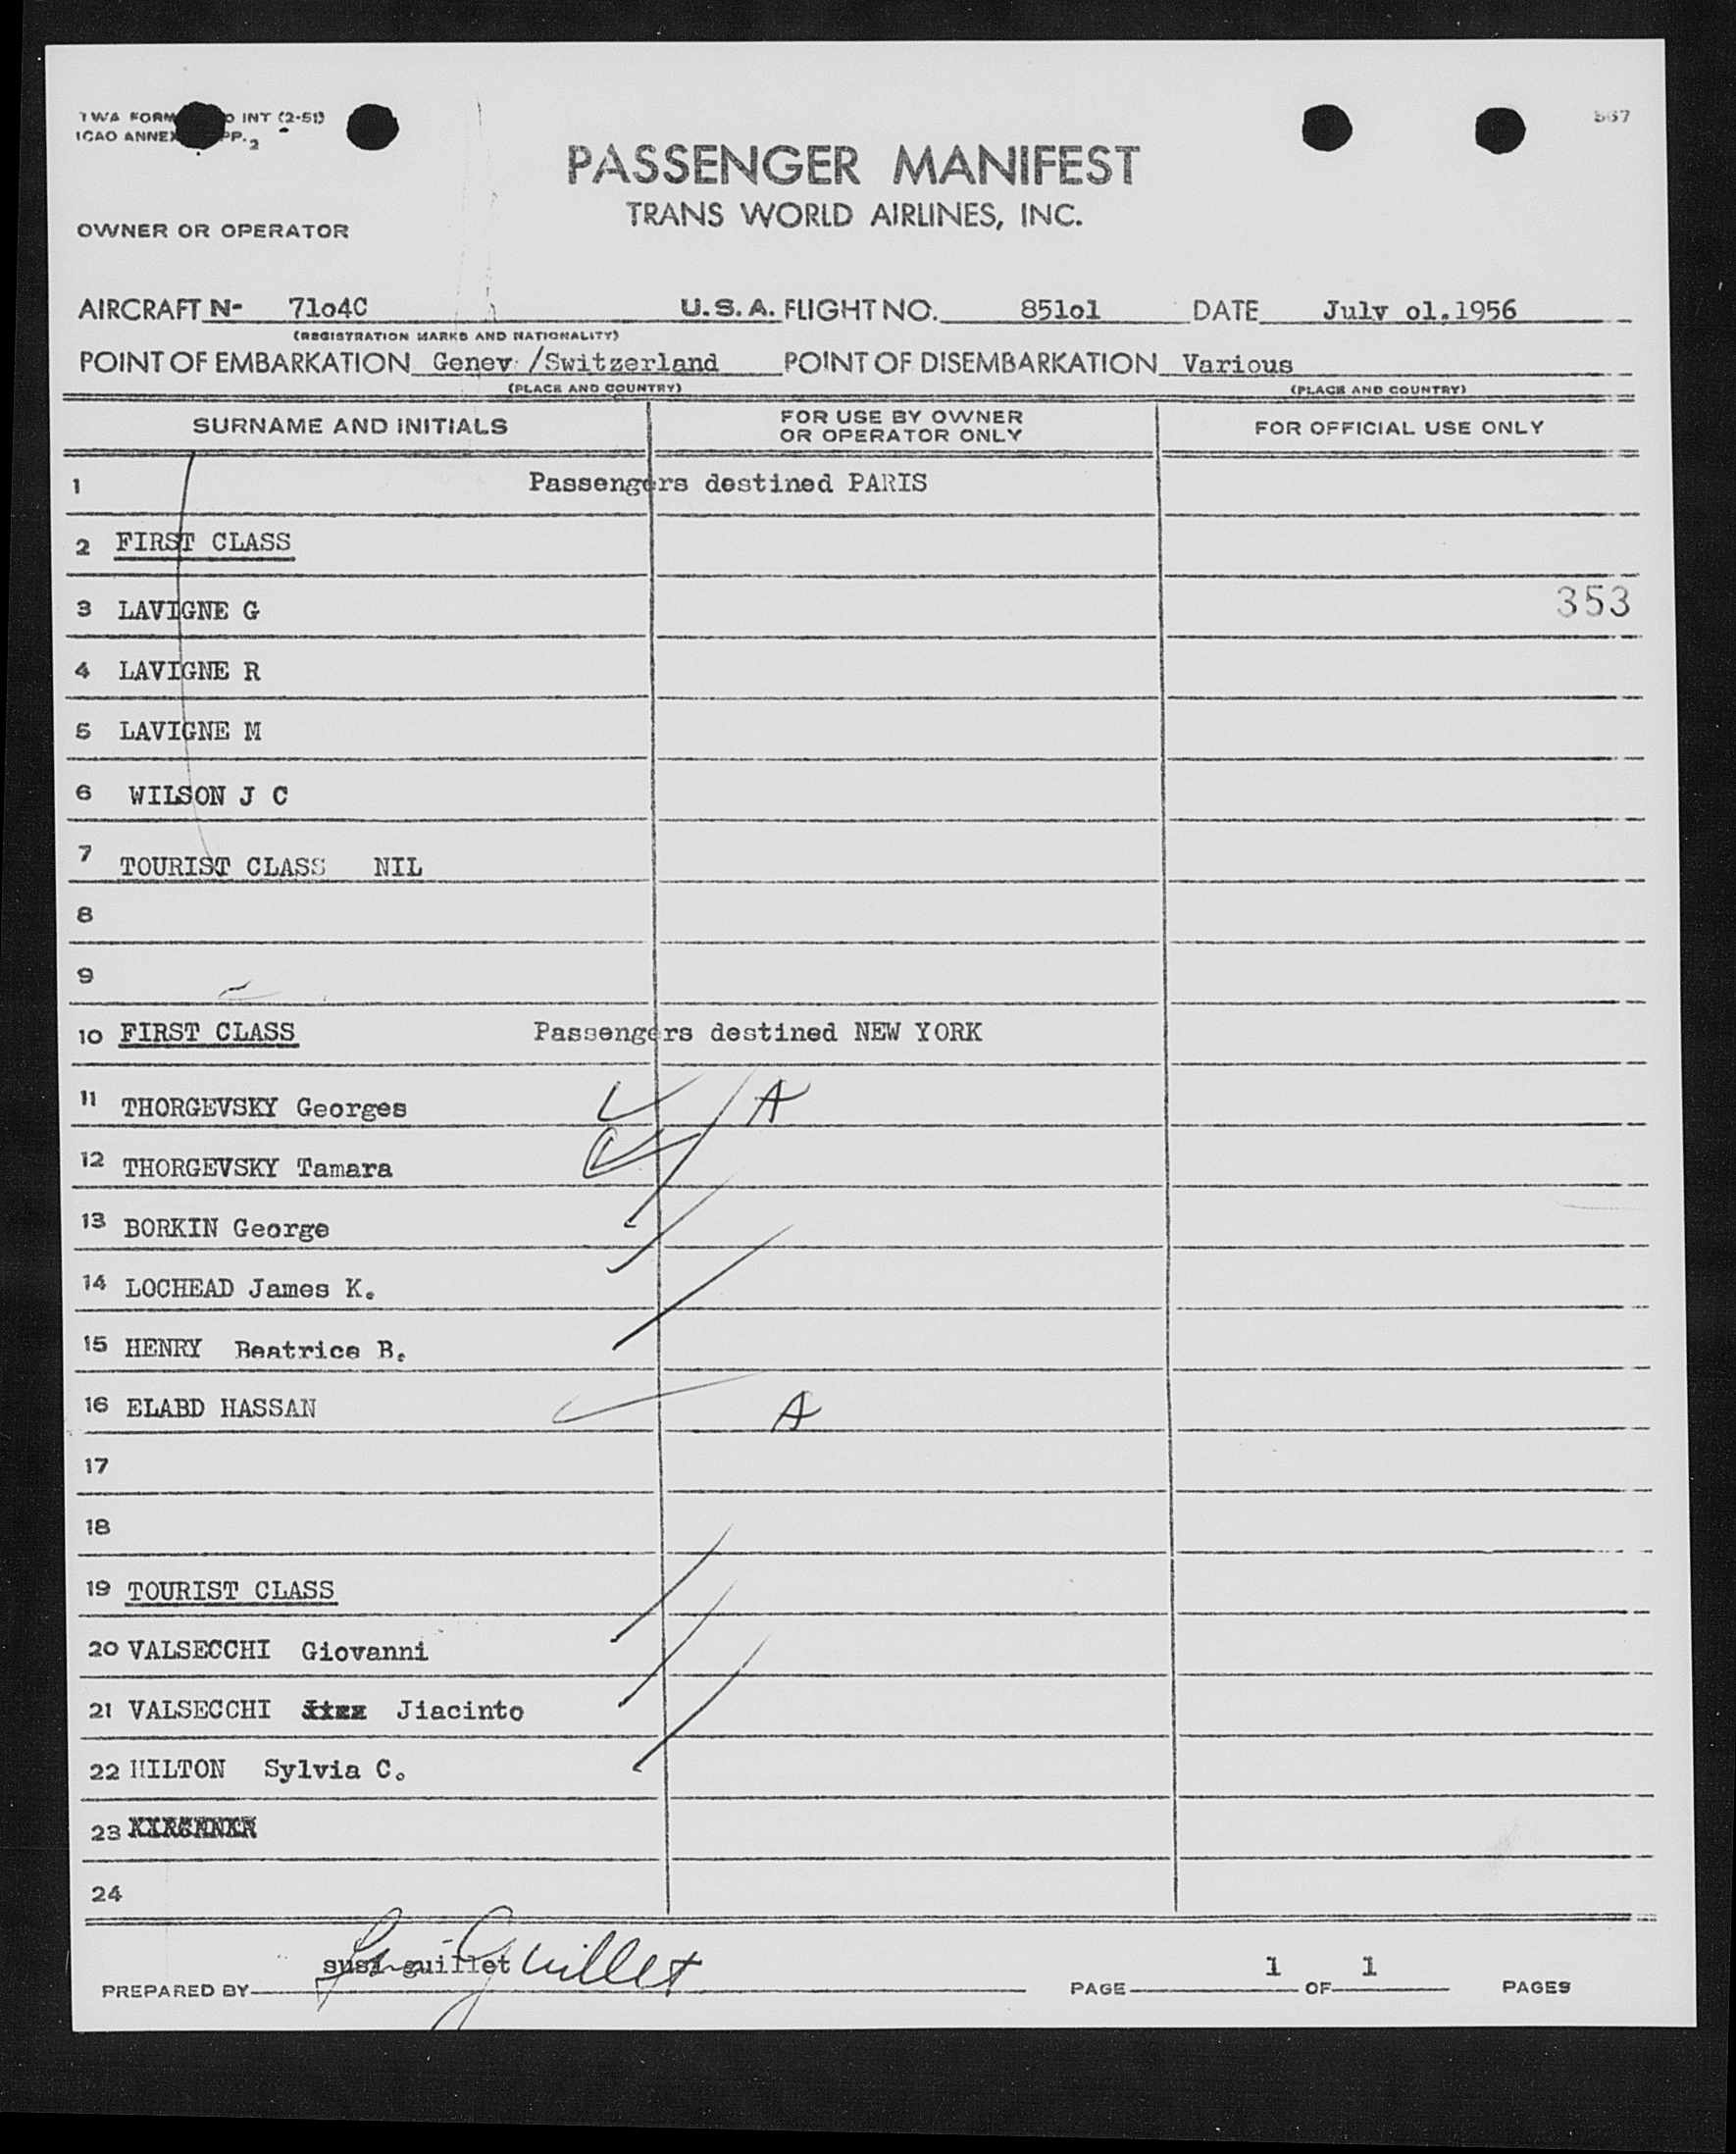 TWA FORM O INT (2-51)
ICAO ANNEX PP. 2
567
PASSENGER MANIFEST
TRANS WORLD AIRLINES, INC.
OWNER OR OPERATOR
AIRCRAFT N- 71o4C U.S.A. FLIGHT NO. 851o1 DATE July o1.1956
(REGISTRATION MARKS AND NATIONALITY)
POINT OF EMBARKATION Genev /Switzerland POINT OF DISEMBARKATION Various
(PLACE AND COUNTRY) (PLACE AND COUNTRY)
SURNAME AND INITIALS FOR USE BY OWNER OR OPERATOR ONLY FOR OFFICIAL USE ONLY
1 Passengers destined PARIS
2 FIRST CLASS
3 LAVIGNE G 353
4 LAVIGNE R
5 LAVIGNE M
6 WILSON J C
7 TOURIST CLASS NIL
8
9
10 FIRST CLASS Passengers destined NEW YORK
11 THORGEVSKY Georges A
12 THORGEVSKY Tamara
13 BORKIN George
14 LOCHEAD James K.
15 HENRY Beatrice B.
16 ELABD HASSAN A
17
18
19 TOURIST CLASS
20 VALSECCHI Giovanni
21 VALSECCHI Jiacinto
22 HILTON Sylvia C.
23
24
susi guillet
PREPARED BY Guillet PAGE 1 OF 1 PAGES